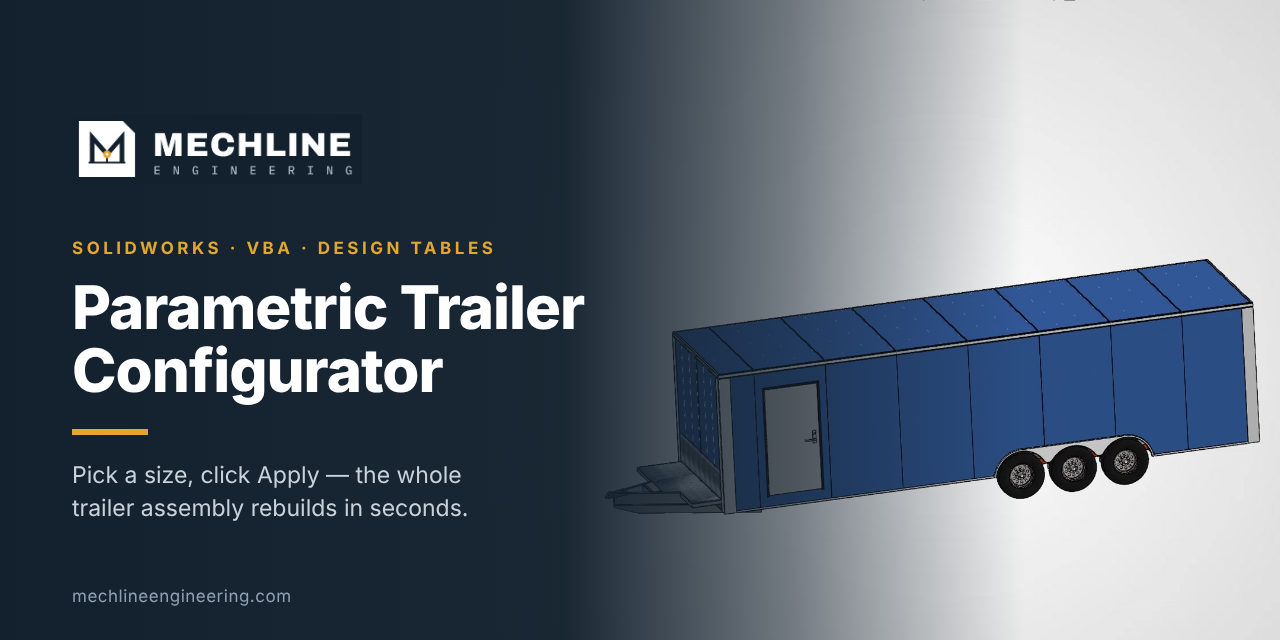 MECHLINE
ENGINEERING
SOLIDWORKS · VBA · DESIGN TABLES
Parametric Trailer
Configurator
Pick a size, click Apply — the whole
trailer assembly rebuilds in seconds.
mechlineengineering.com